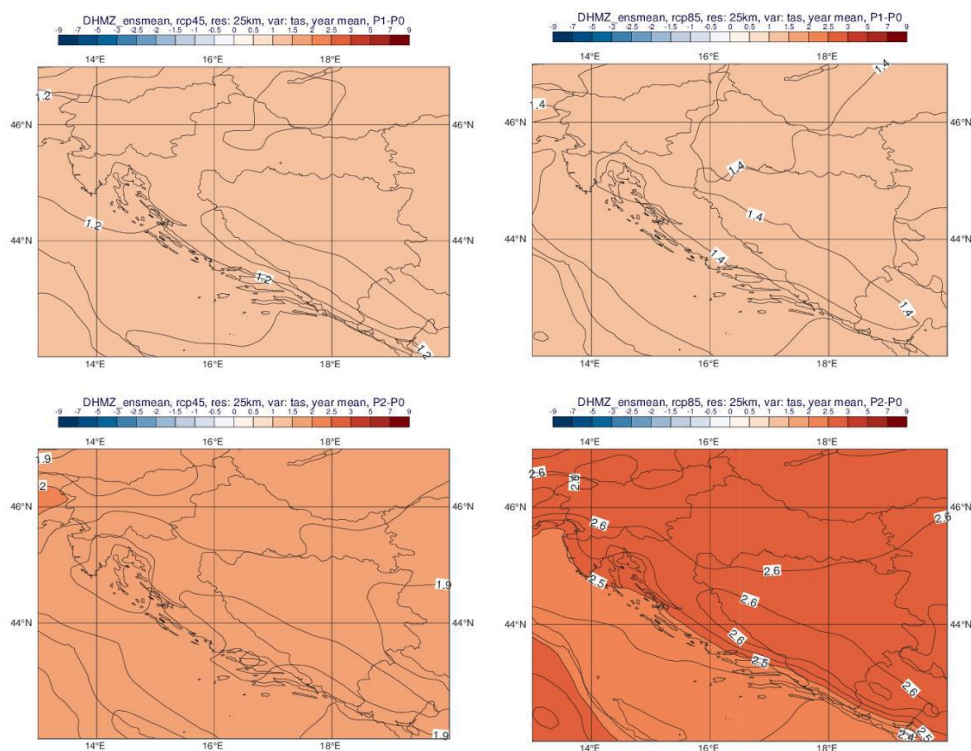 DHMZ_ensmean, rcp45, res: 25km, var: tas, year mean, P1-P0
-9 -7 -5 -3 -2 -1.5 -1 -0.5 0 0.5 1 1.5 2 2.5 3 5 7 9
14°E 16°E 18°E
1.2
46°N
44°N
1.2
1.2
1.2
14°E 16°E 18°E
DHMZ_ensmean, rcp85, res: 25km, var: tas, year mean, P1-P0
-9 -7 -5 -3 -2 -1.5 -1 -0.5 0 0.5 1 1.5 2 2.5 3 5 7 9
14°E 16°E 18°E
1.4
1.4
46°N 46°N
1.4
1.4
44°N 44°N
1.4
1.4
14°E 16°E 18°E
DHMZ_ensmean, rcp45, res: 25km, var: tas, year mean, P2-P0
-9 -7 -5 -3 -2 -1.5 -1 -0.5 0 0.5 1 1.5 2 2.5 3 5 7 9
14°E 16°E 18°E
1.9
2
46°N
1.9
44°N
1.9
14°E 16°E 18°E
DHMZ_ensmean, rcp85, res: 25km, var: tas, year mean, P2-P0
-9 -7 -5 -3 -2 -1.5 -1 -0.5 0 0.5 1 1.5 2 2.5 3 5 7 9
14°E 16°E 18°E
2.6
2.6
46°N 46°N
2.6
2.6
2.6
2.5
2.6
44°N 44°N
2.6
2.5
2.6
2.5
2.4
14°E 16°E 18°E